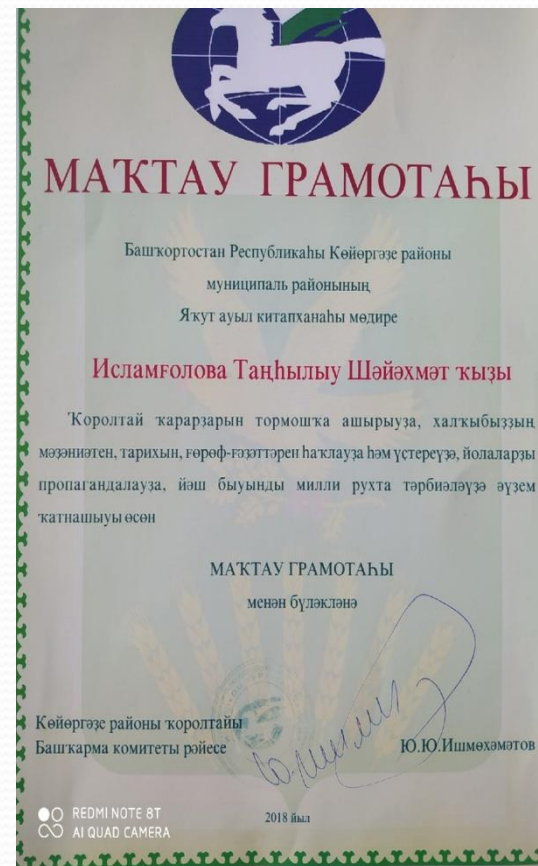 МАҠТАУ ГРАМОТАҺЫ
Башҡортостан Республикаһы Көйөргәҙе районы
муниципаль районының
Яҡут ауыл китапханаһы мөдире
Исламғолова Таңһылыу Шәйәхмәт ҡыҙы
Ҡоролтай ҡарарҙарын тормошҡа ашырыуҙа, халҡыбыҙҙың
мәҙәниәтен, тарихын, ғөрөф-ғәҙәттәрен һаҡлауҙа һәм үҫтереүҙә, йолаларҙы
пропагандалауҙа, йәш быуынды милли рухта тәрбиәләүҙә әүҙем
ҡатнашыуы өсөн
МАҠТАУ ГРАМОТАҺЫ
менән бүләкләнә
Көйөргәҙе районы ҡоролтайы
Башҡарма комитеты рәйесе
Ю.Ю.Ишмөхәмәтов
2018 йыл
REDMI NOTE 8T
AI QUAD CAMERA